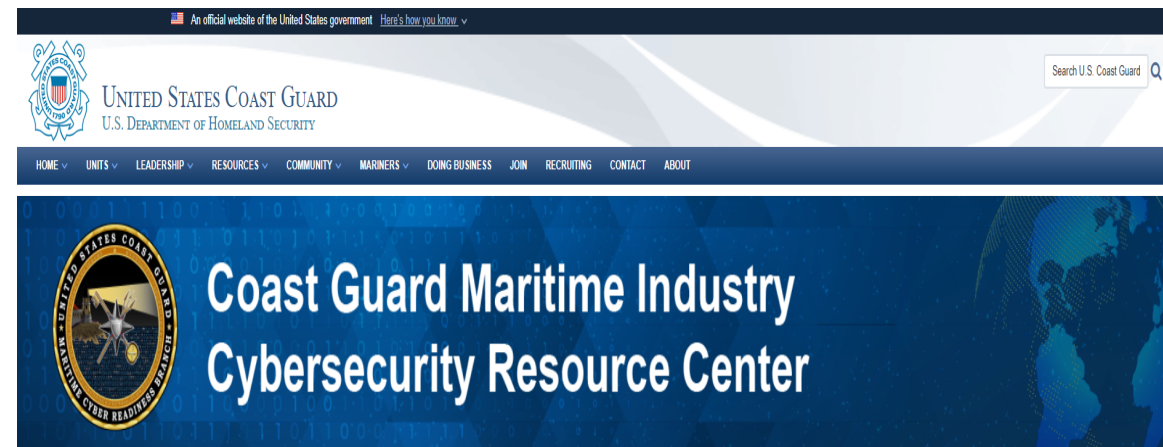 An official website of the United States government Here's how you know
UNITED STATES COAST GUARD
U.S. DEPARTMENT OF HOMELAND SECURITY
Search U.S. Coast Guard
HOME UNITS LEADERSHIP RESOURCES COMMUNITY MARINERS DOING BUSINESS JOIN RECRUITING CONTACT ABOUT
UNITED STATES COAST GUARD
MARITIME CYBER READINESS BRANCH
Coast Guard Maritime Industry
Cybersecurity Resource Center